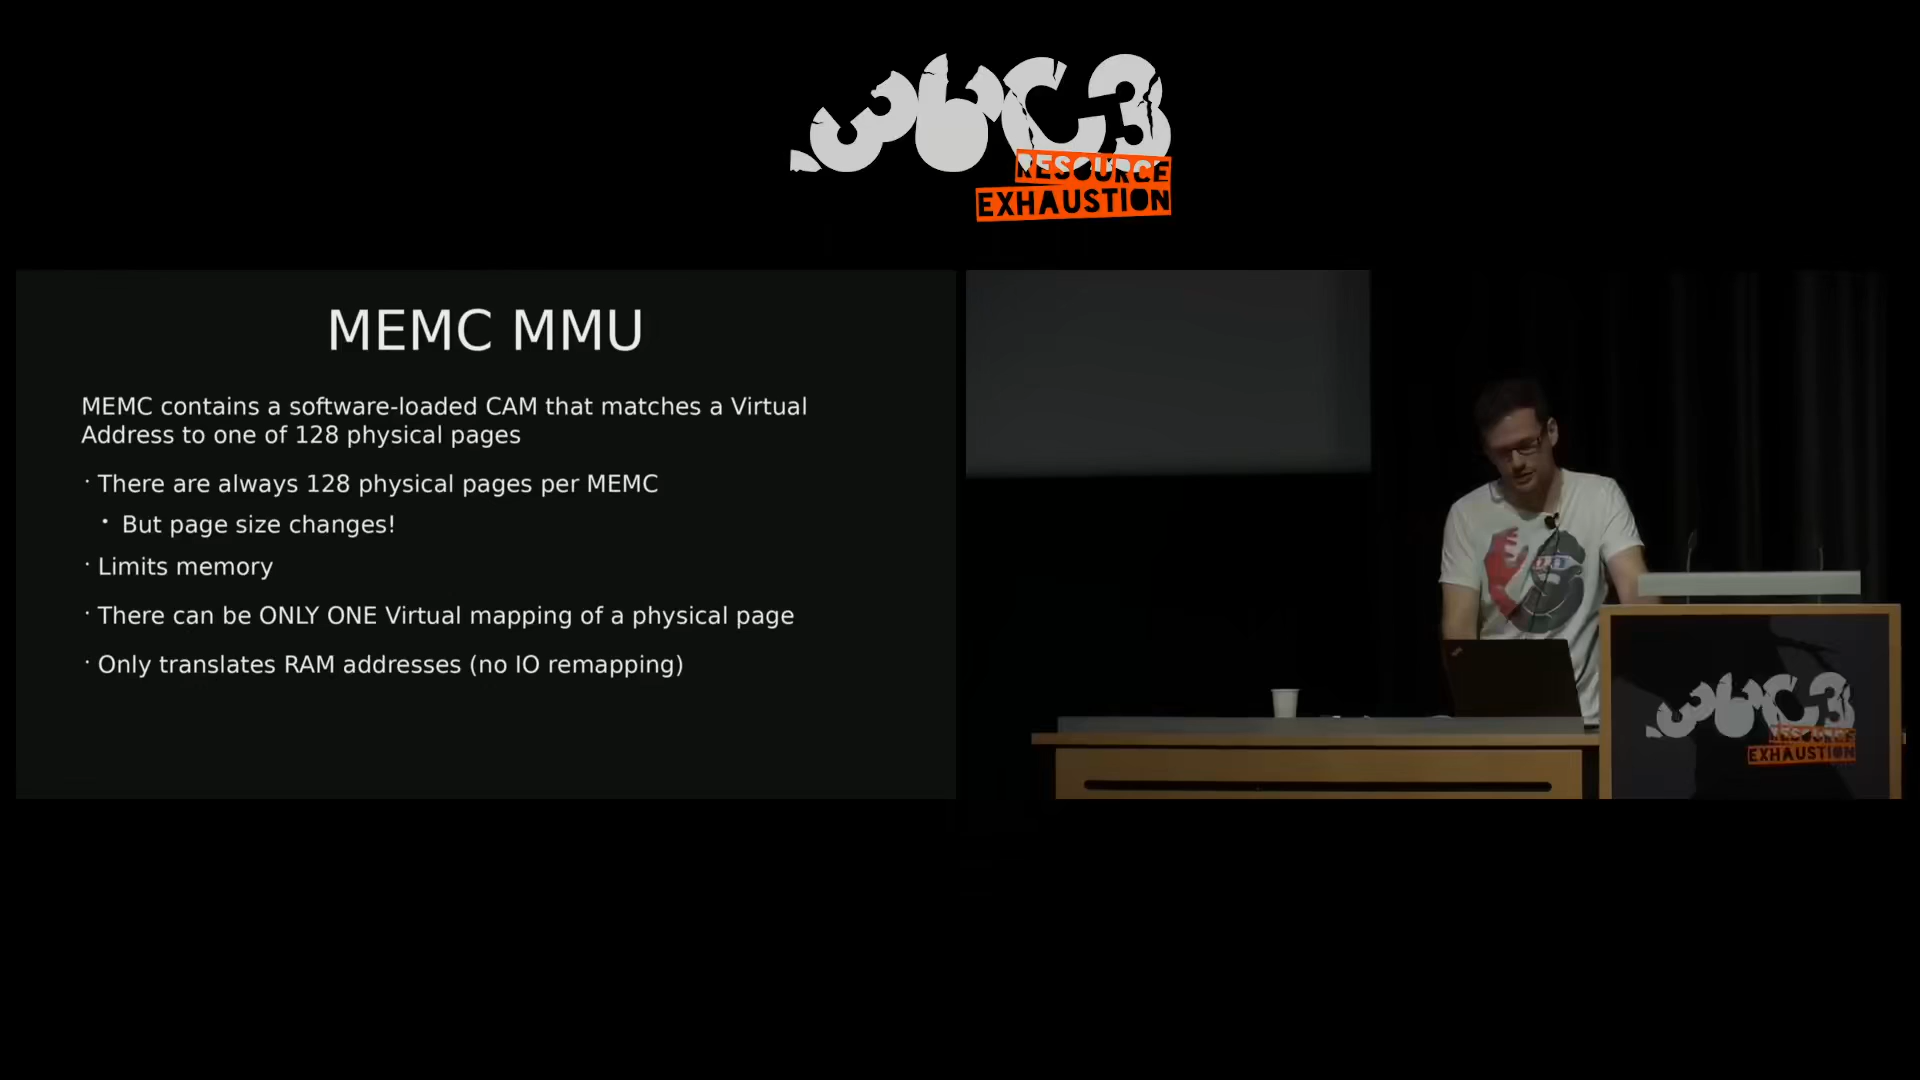 36C3
RESOURCE
EXHAUSTION
MEMC MMU
MEMC contains a software-loaded CAM that matches a Virtual
Address to one of 128 physical pages
· There are always 128 physical pages per MEMC
• But page size changes!
· Limits memory
· There can be ONLY ONE Virtual mapping of a physical page
· Only translates RAM addresses (no IO remapping)
36C3
RESOURCE
EXHAUSTION